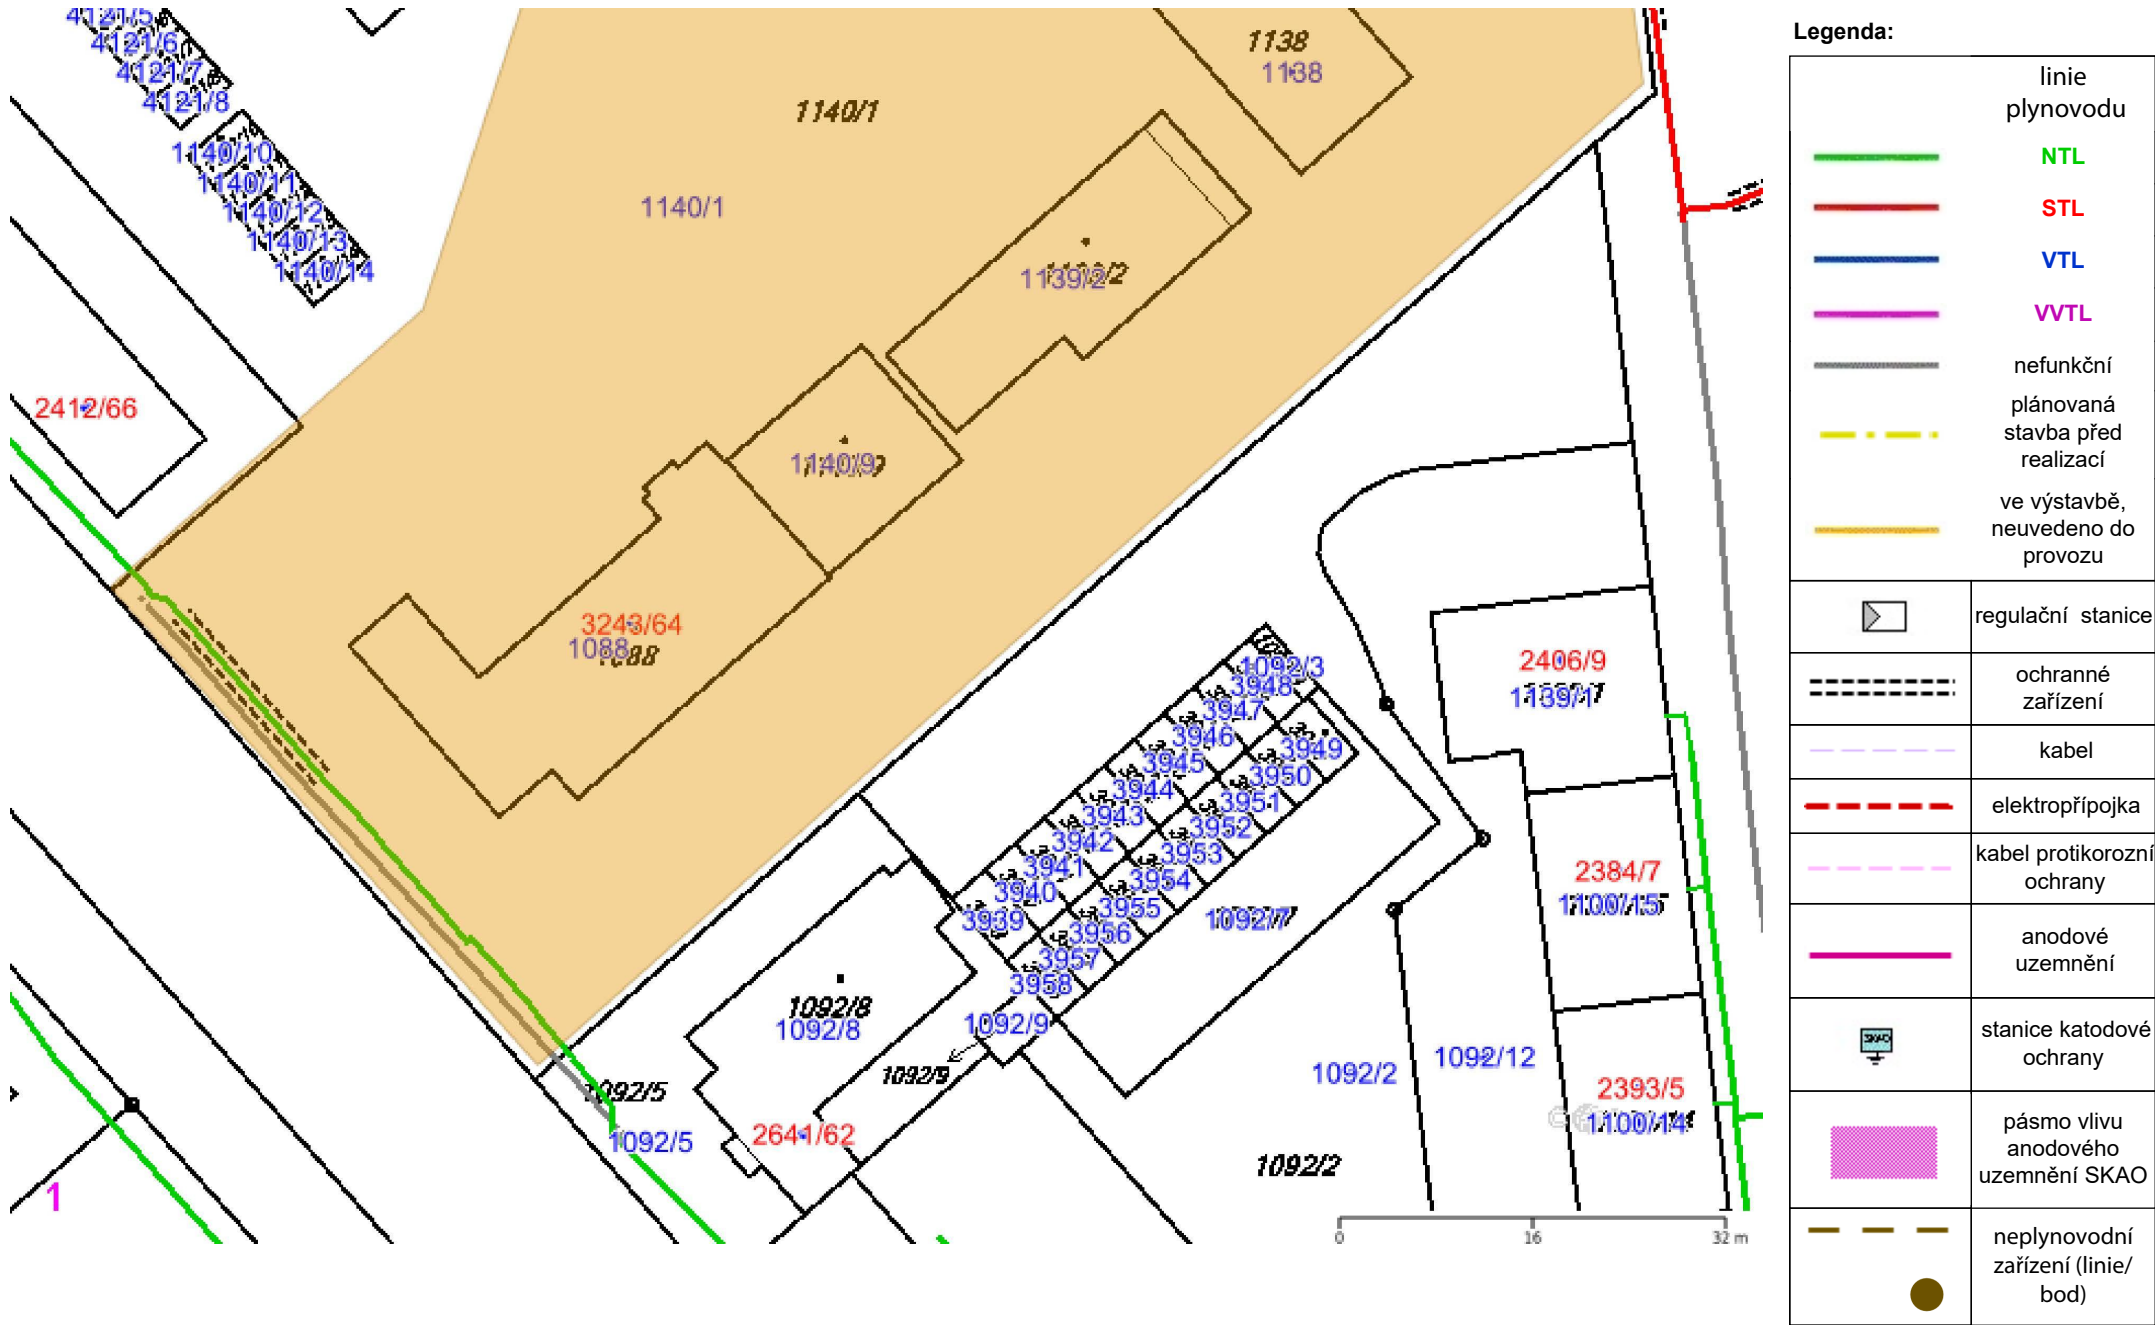 4121/5
4121/6
4121/7
4121/8
1140/10
1140/11
1140/12
1140/13
1140/14
1138
1138
1140/1
1140/1
1139/2
2412/66
1140/9
3243/64
1088
1088
2406/9
1139/1
1092/3
3948
3947
3946
3945
3944
3943
3942
3941
3940
3939
3949
3950
3951
3952
3953
3954
3955
3956
3957
3958
1092/7
2384/7
1100/15
1092/8
1092/8
1092/9
1092/9
1092/5
1092/5
2641/62
1092/2
1092/12
2393/5
1100/14
1092/2
1
0 16 32 m
Legenda:
linie
plynovodu
NTL
STL
VTL
VVTL
nefunkční
plánovaná
stavba před
realizací
ve výstavbě,
neuvedeno do
provozu
regulační stanice
ochranné
zařízení
kabel
elektropřípojka
kabel protikorozní
ochrany
anodové
uzemnění
SKAO
stanice katodové
ochrany
pásmo vlivu
anodového
uzemnění SKAO
neplynovodní
zařízení (linie/
bod)